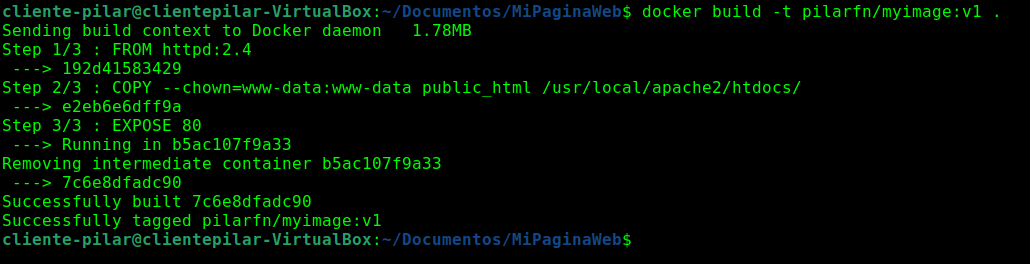 cliente-pilar@clientepilar-VirtualBox:~/Documentos/MiPaginaWeb$ docker build -t pilarfn/myimage:v1 .
Sending build context to Docker daemon   1.78MB
Step 1/3 : FROM httpd:2.4
 ---> 192d41583429
Step 2/3 : COPY --chown=www-data:www-data public_html /usr/local/apache2/htdocs/
 ---> e2eb6e6dff9a
Step 3/3 : EXPOSE 80
 ---> Running in b5ac107f9a33
Removing intermediate container b5ac107f9a33
 ---> 7c6e8dfadc90
Successfully built 7c6e8dfadc90
Successfully tagged pilarfn/myimage:v1
cliente-pilar@clientepilar-VirtualBox:~/Documentos/MiPaginaWeb$